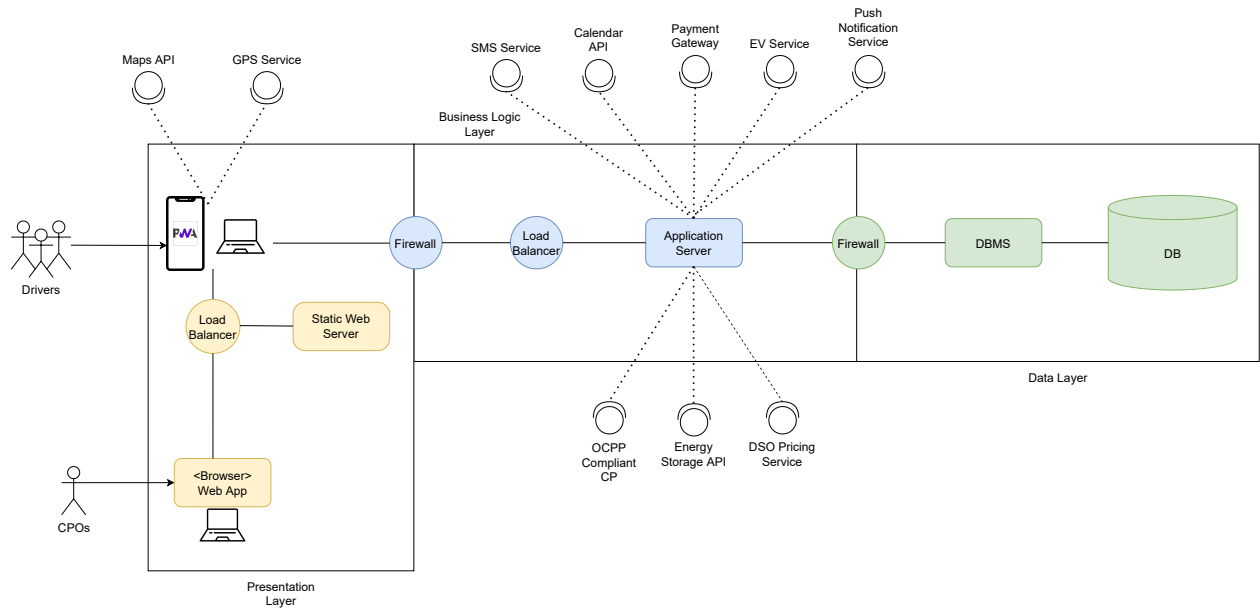 Maps API
GPS Service
SMS Service
Calendar
API
Payment
Gateway
EV Service
Push
Notification
Service
Business Logic
Layer
PWA
Drivers
Firewall
Load
Balancer
Application
Server
Firewall
DBMS
DB
Load
Balancer
Static Web
Server
Data Layer
OCPP
Compliant
CP
Energy
Storage API
DSO Pricing
Service
<Browser>
Web App
CPOs
Presentation
Layer